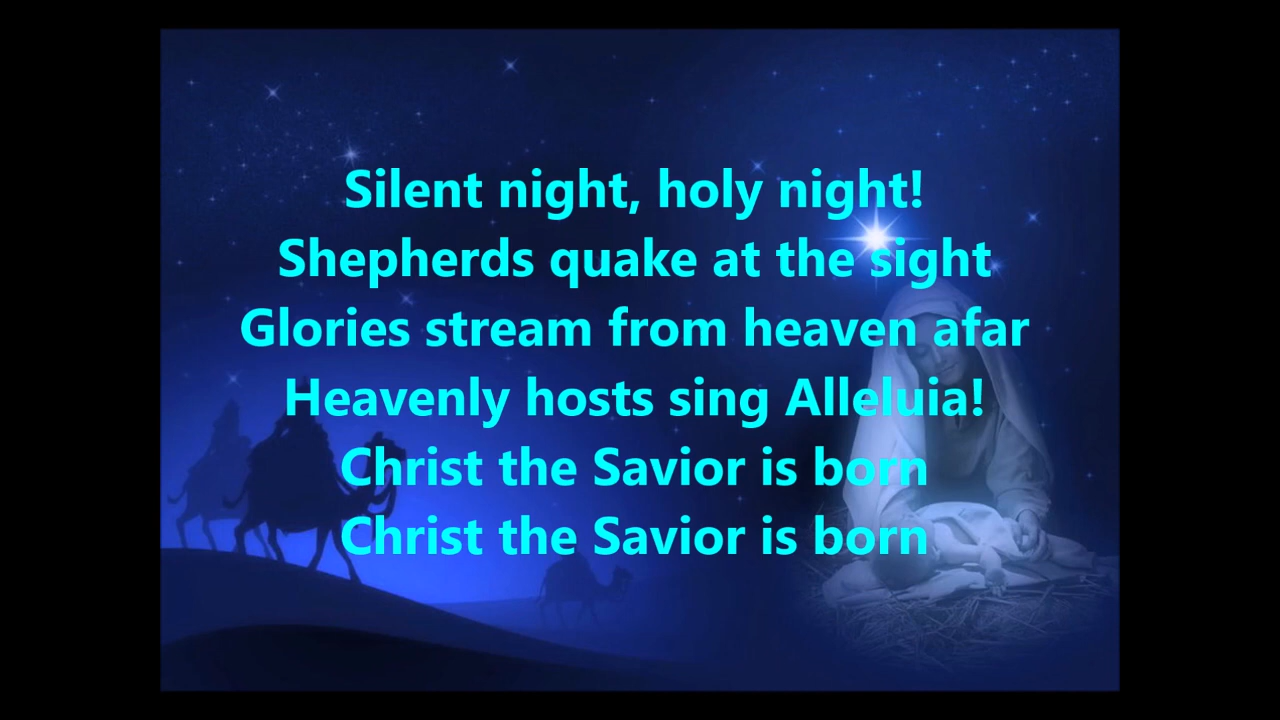 Silent night, holy night!
Shepherds quake at the sight
Glories stream from heaven afar
Heavenly hosts sing Alleluia!
Christ the Savior is born
Christ the Savior is born